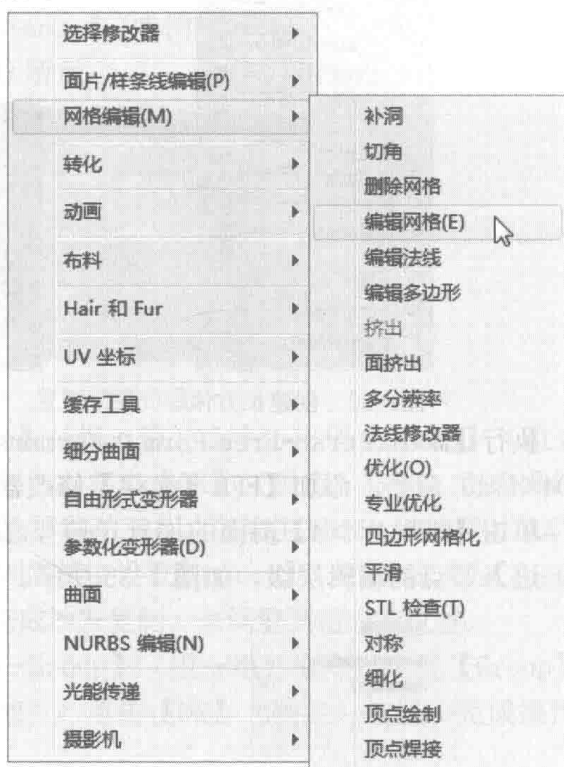 选择修改器
面片/样条线编辑(P)
网格编辑(M)
转化
动画
布料
Hair 和 Fur
UV 坐标
缓存工具
细分曲面
自由形式变形器
参数化变形器(D)
曲面
NURBS 编辑(N)
光能传递
摄影机
补洞
切角
删除网格
编辑网格(E)
编辑法线
编辑多边形
挤出
面挤出
多分辨率
法线修改器
优化(O)
专业优化
四边形网格化
平滑
STL 检查(T)
对称
细化
顶点绘制
顶点焊接